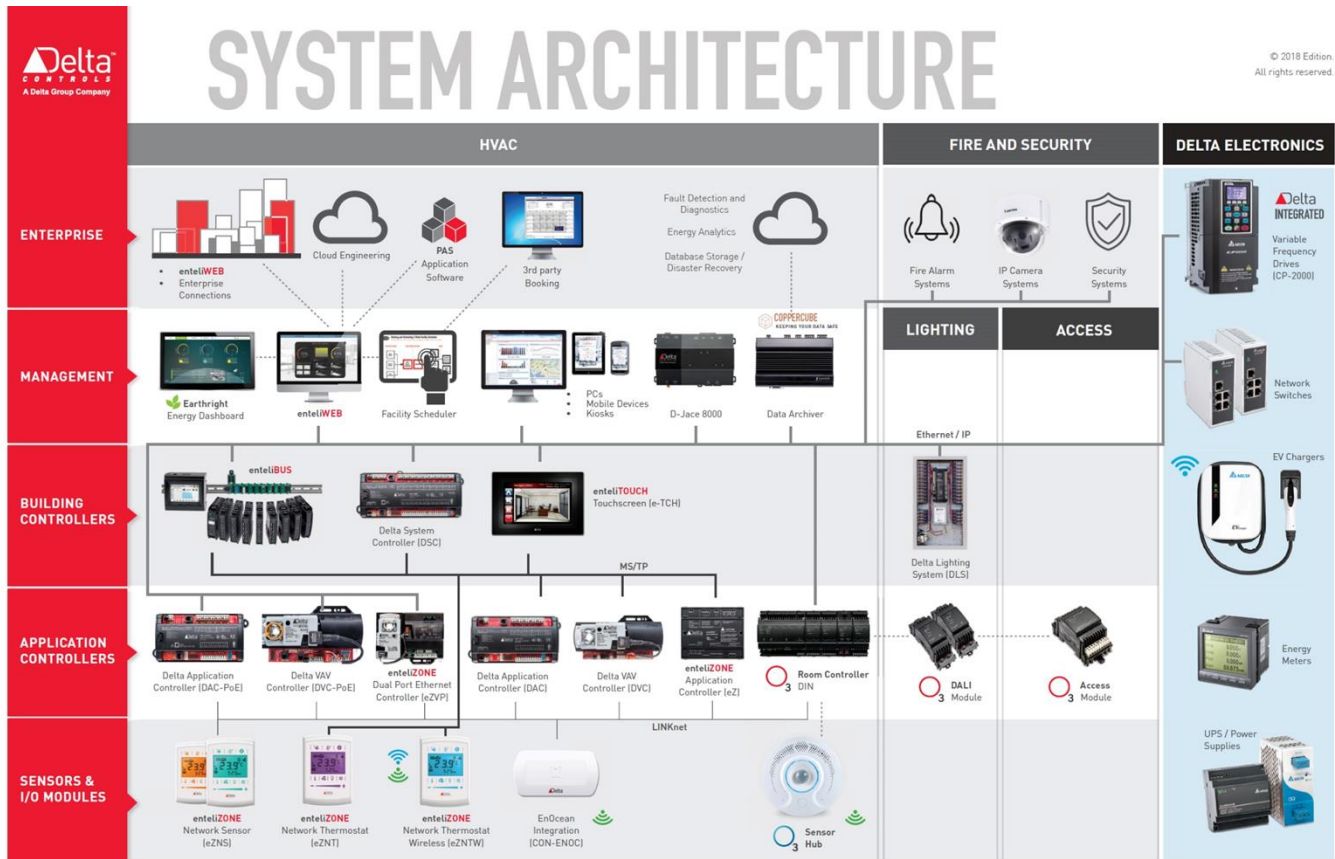 Delta™
CONTROLS
A Delta Group Company
SYSTEM ARCHITECTURE
© 2018 Edition.
All rights reserved.
HVAC
FIRE AND SECURITY
DELTA ELECTRONICS
ENTERPRISE
• enteliWEB
• Enterprise
Connections
Cloud Engineering
PAS
Application
Software
3rd party
Booking
Fault Detection and
Diagnostics
Energy Analytics
Database Storage /
Disaster Recovery
Fire Alarm
Systems
IP Camera
Systems
Security
Systems
Delta
INTEGRATED
Variable
Frequency
Drives
(CP-2000)
MANAGEMENT
Earthright
Energy Dashboard
enteliWEB
Facility Scheduler
• PCs
• Mobile Devices
• Kiosks
D-Jace 8000
COPPERCUBE
KEEPING YOUR DATA SAFE
Data Archiver
LIGHTING
ACCESS
Network
Switches
BUILDING
CONTROLLERS
enteliBUS
Delta System
Controller (DSC)
enteliTOUCH
Touchscreen (e-TCH)
MS/TP
Ethernet / IP
Delta Lighting
System (DLS)
EV Chargers
APPLICATION
CONTROLLERS
Delta Application
Controller (DAC-PoE)
Delta VAV
Controller (DVC-PoE)
enteliZONE
Dual Port Ethernet
Controller (eZVP)
Delta Application
Controller (DAC)
Delta VAV
Controller (DVC)
enteliZONE
Application
Controller (eZ)
3 Room Controller
DIN
3 DALI
Module
3 Access
Module
Energy
Meters
LINKnet
SENSORS &
I/O MODULES
enteliZONE
Network Sensor
(eZNS)
enteliZONE
Network Thermostat
(eZNT)
enteliZONE
Network Thermostat
Wireless (eZNTW)
Delta
EnOcean
Integration
(CON-ENOC)
3 Sensor
Hub
UPS / Power
Supplies